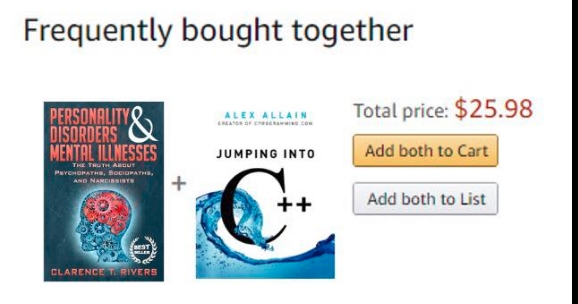 Frequently bought together
PERSONALITY &
DISORDERS
MENTAL ILLNESSES
THE TRUTH ABOUT
PSYCHOPATHS, SOCIOPATHS,
AND NARCISSISTS
BEST
SELLER
CLARENCE T. RIVERS
+
ALEX ALLAIN
CREATOR OF CPROGRAMMING.COM
JUMPING INTO
C++
Total price: $25.98
Add both to Cart
Add both to List